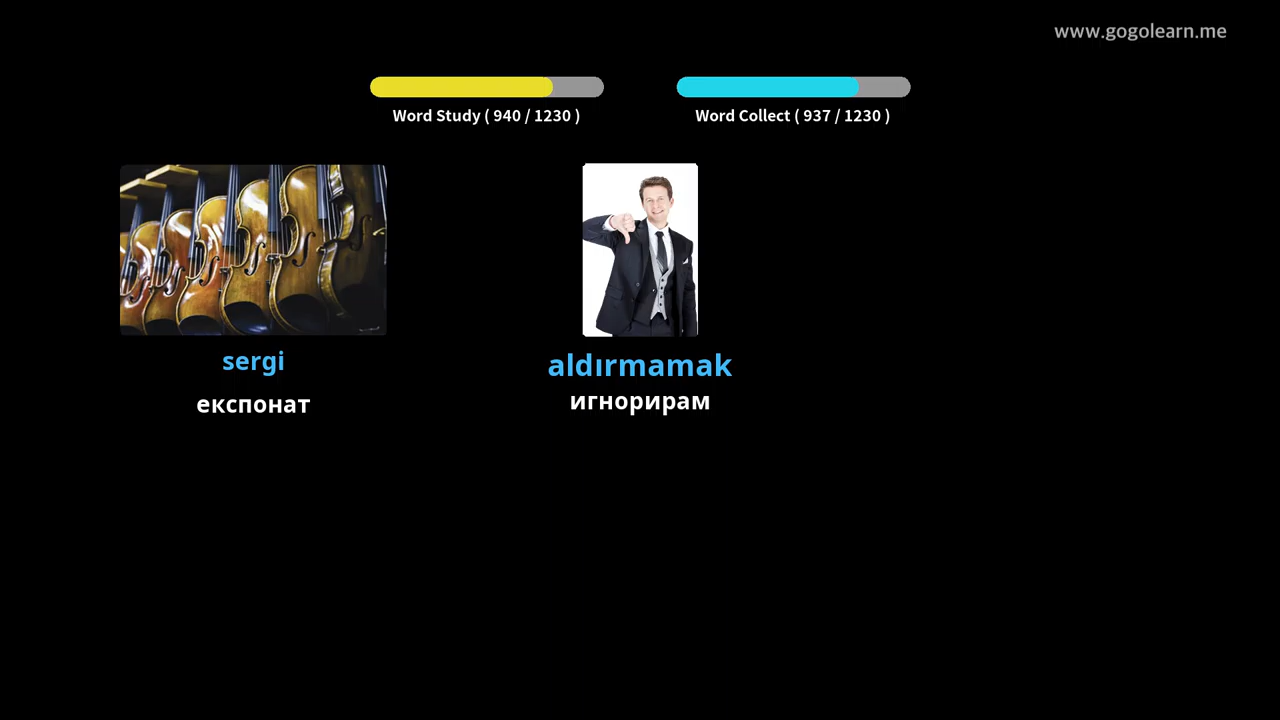 www.gogolearn.me
Word Study ( 940 / 1230 )
Word Collect ( 937 / 1230 )
sergi
експонат
aldırmamak
игнорирам